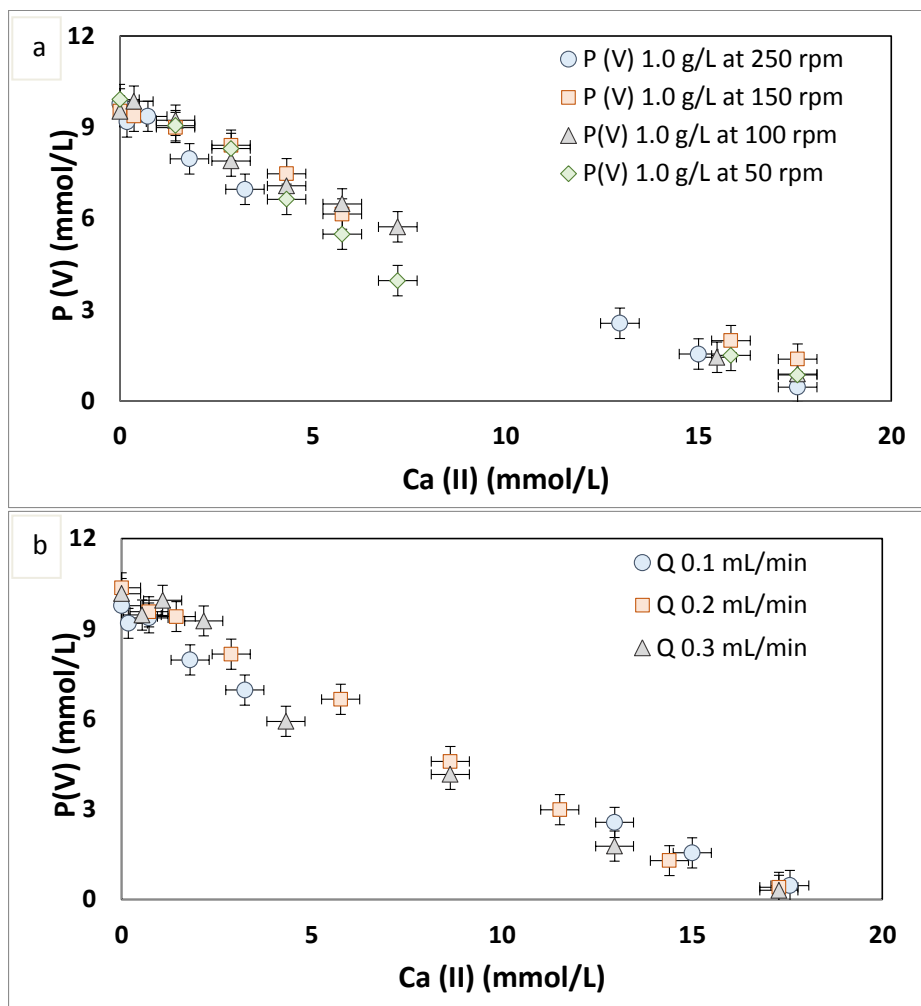 a
12
9
6
3
0
P (V) (mmol/L)
P (V) 1.0 g/L at 250 rpm
P (V) 1.0 g/L at 150 rpm
P(V) 1.0 g/L at 100 rpm
P(V) 1.0 g/L at 50 rpm
0 5 10 15 20
Ca (II) (mmol/L)
b
12
9
6
3
0
P(V) (mmol/L)
Q 0.1 mL/min
Q 0.2 mL/min
Q 0.3 mL/min
0 5 10 15 20
Ca (II) (mmol/L)